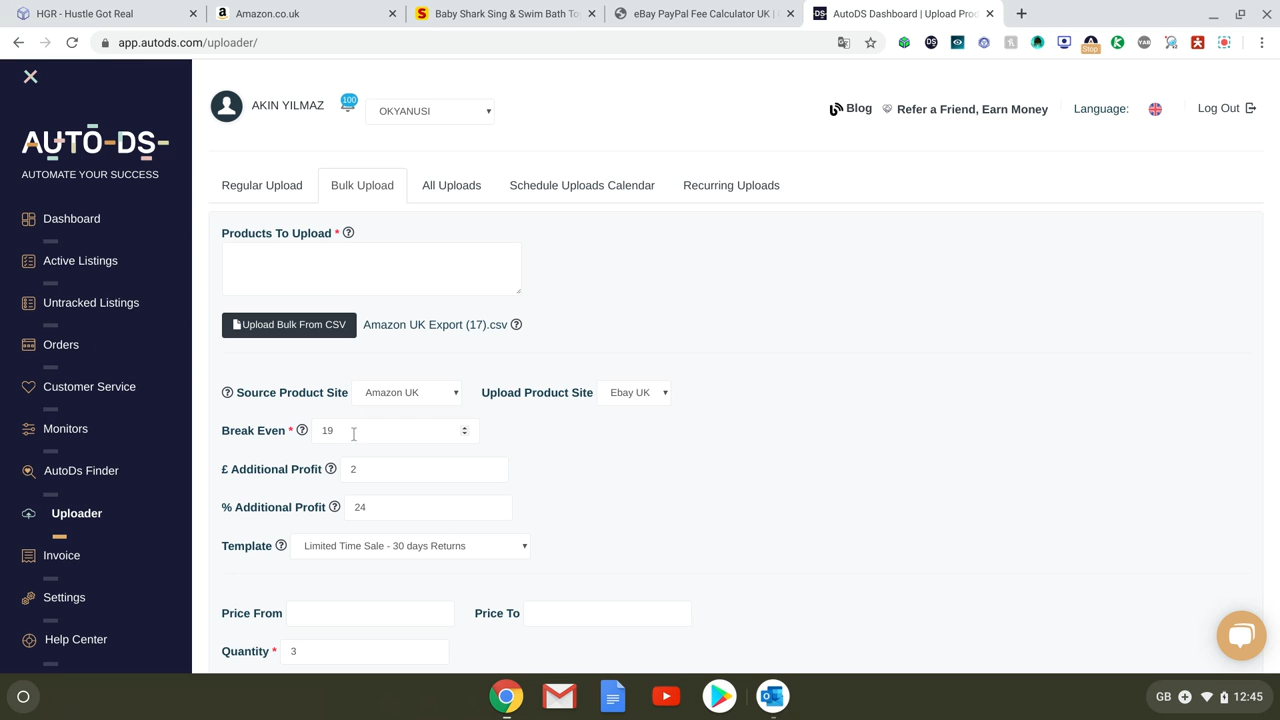 HGR - Hustle Got Real
Amazon.co.uk
Baby Shark Sing & Swim Bath To
eBay PayPal Fee Calculator UK |
AutoDS Dashboard | Upload Prod
app.autods.com/uploader/
Stop
AUTO-DS-
AUTOMATE YOUR SUCCESS
Dashboard
Active Listings
Untracked Listings
Orders
Customer Service
Monitors
AutoDs Finder
Uploader
Invoice
Settings
Help Center
AKIN YILMAZ
100
OKYANUSI
Blog
Refer a Friend, Earn Money
Language:
Log Out
Regular Upload Bulk Upload All Uploads Schedule Uploads Calendar Recurring Uploads
Products To Upload *
Upload Bulk From CSV Amazon UK Export (17).csv
Source Product Site Amazon UK Upload Product Site Ebay UK
Break Even * 19
£ Additional Profit 2
% Additional Profit 24
Template Limited Time Sale - 30 days Returns
Price From Price To
Quantity * 3
GB 12:45